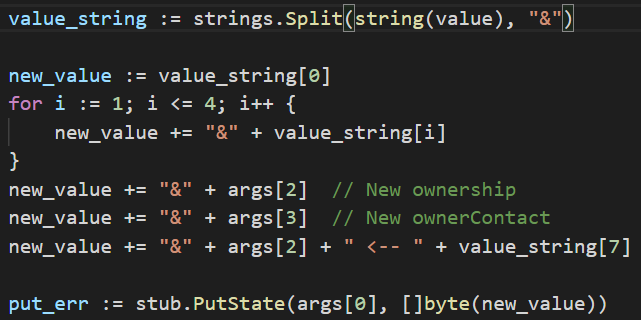 value_string := strings.Split(string(value), "&")
new_value := value_string[0]
for i := 1; i <= 4; i++ {
    new_value += "&" + value_string[i]
}
new_value += "&" + args[2]  // New ownership
new_value += "&" + args[3]  // New ownerContact
new_value += "&" + args[2] + " <-- " + value_string[7]
put_err := stub.PutState(args[0], []byte(new_value))